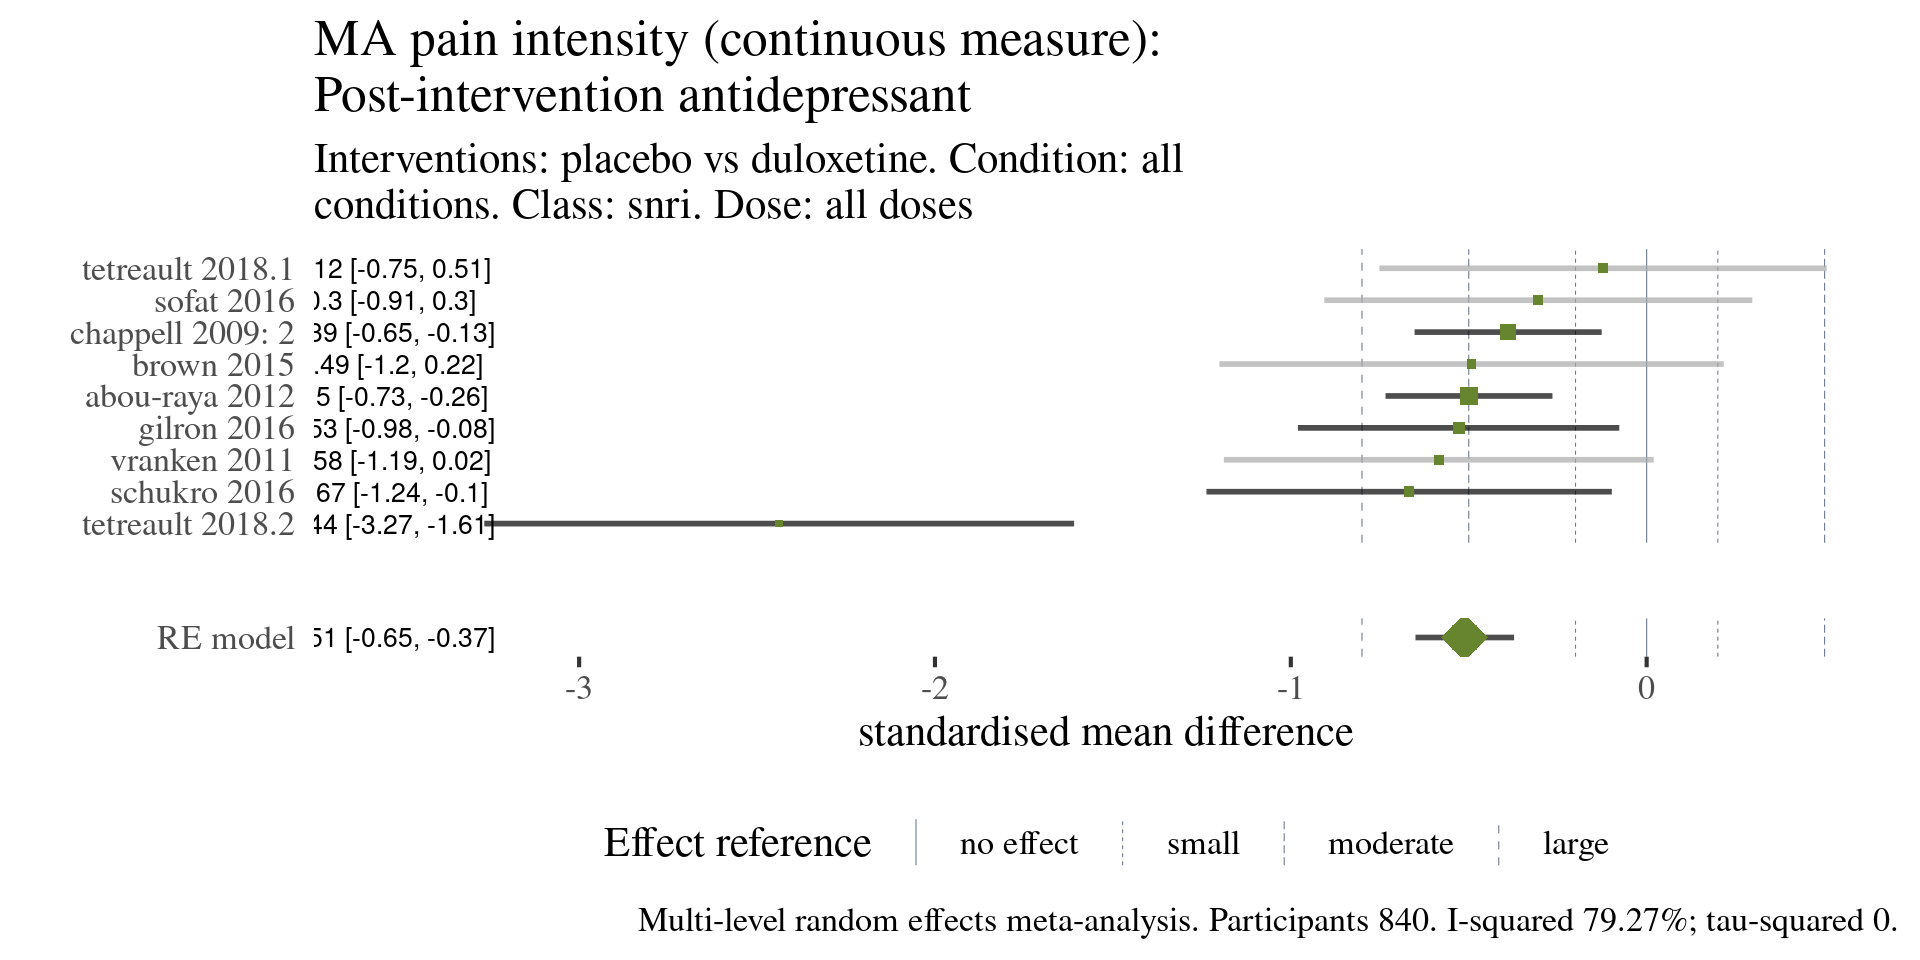 MA pain intensity (continuous measure):
Post-intervention antidepressant
Interventions: placebo vs duloxetine. Condition: all
conditions. Class: snri. Dose: all doses
tetreault 2018.1 12 [-0.75, 0.51]
sofat 2016 0.3 [-0.91, 0.3]
chappell 2009: 2 39 [-0.65, -0.13]
brown 2015 .49 [-1.2, 0.22]
abou-raya 2012 5 [-0.73, -0.26]
gilron 2016 53 [-0.98, -0.08]
vranken 2011 58 [-1.19, 0.02]
schukro 2016 67 [-1.24, -0.1]
tetreault 2018.2 44 [-3.27, -1.61]
RE model 51 [-0.65, -0.37]
-3 -2 -1 0
standardised mean difference
Effect reference no effect small moderate large
Multi-level random effects meta-analysis. Participants 840. I-squared 79.27%; tau-squared 0.